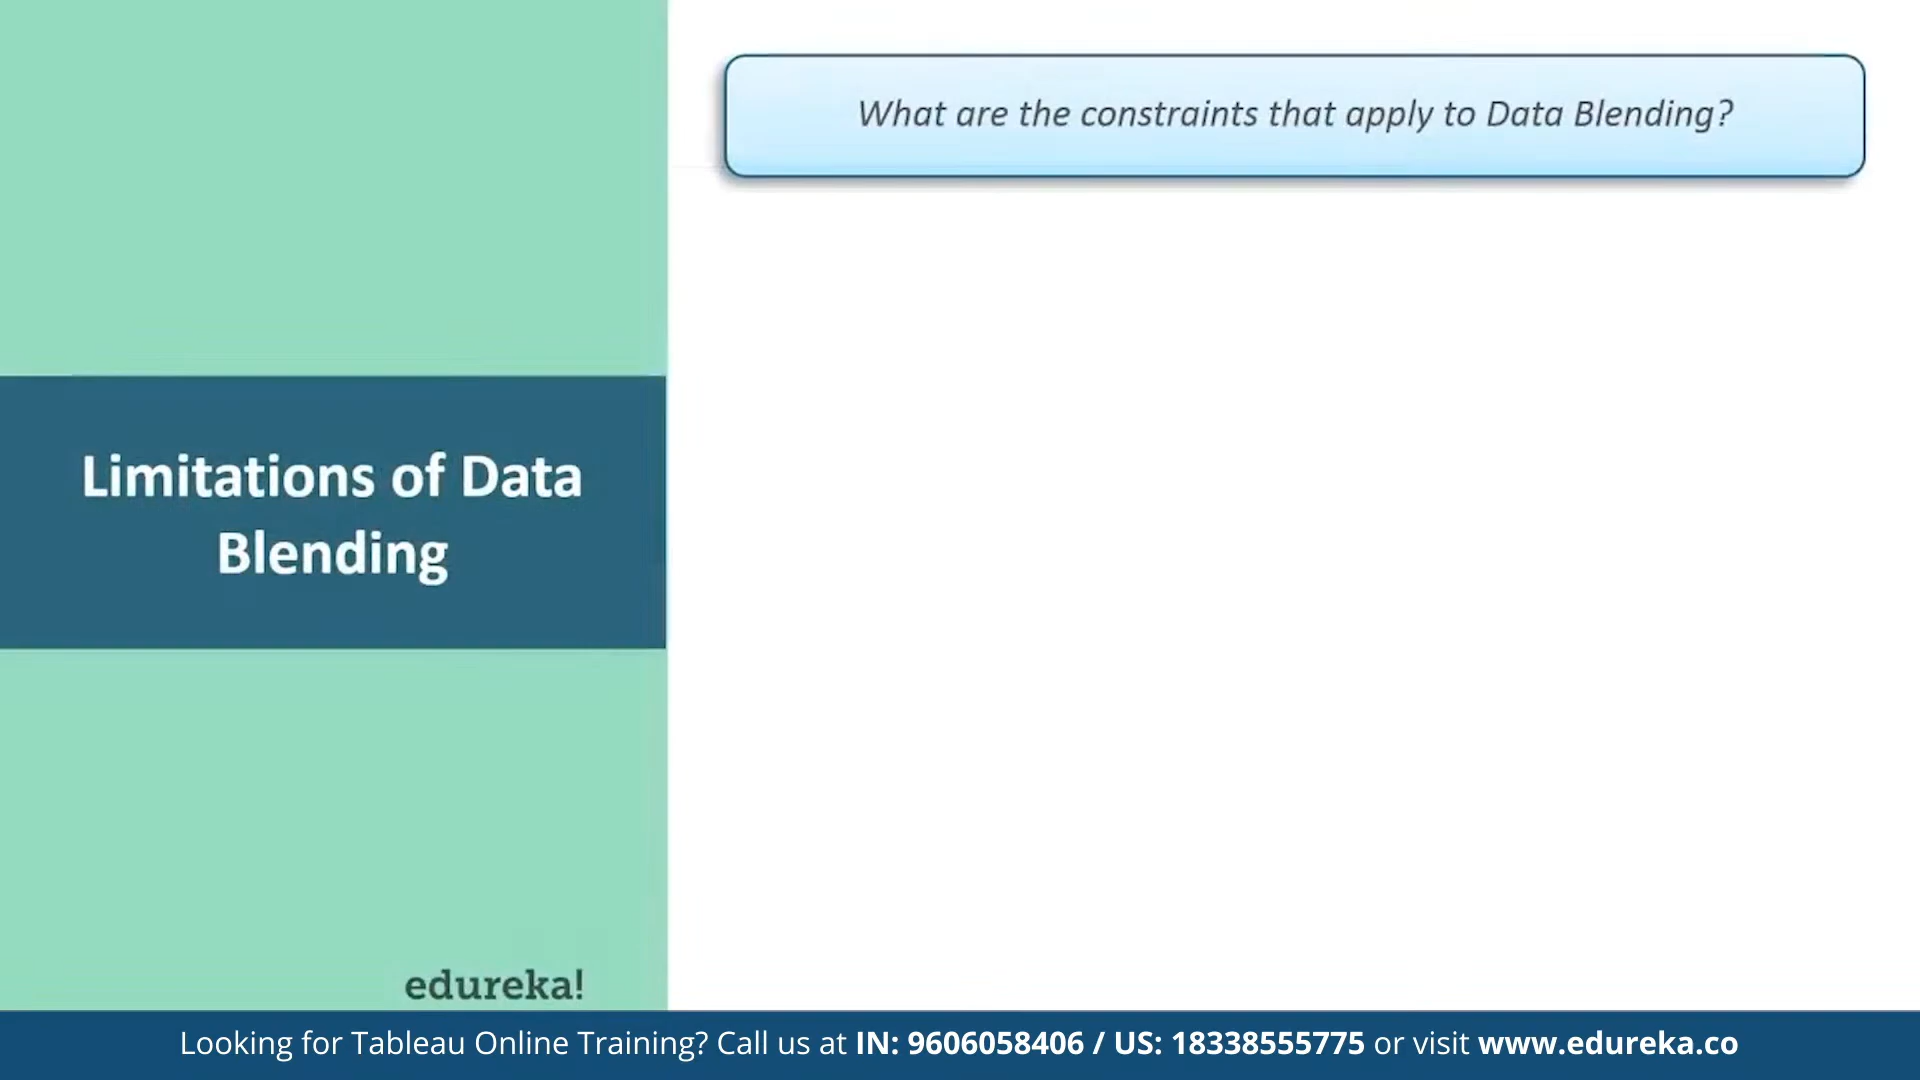 What are the constraints that apply to Data Blending?
Limitations of Data
Blending
edureka!
Looking for Tableau Online Training? Call us at IN: 9606058406 / US: 18338555775 or visit www.edureka.co